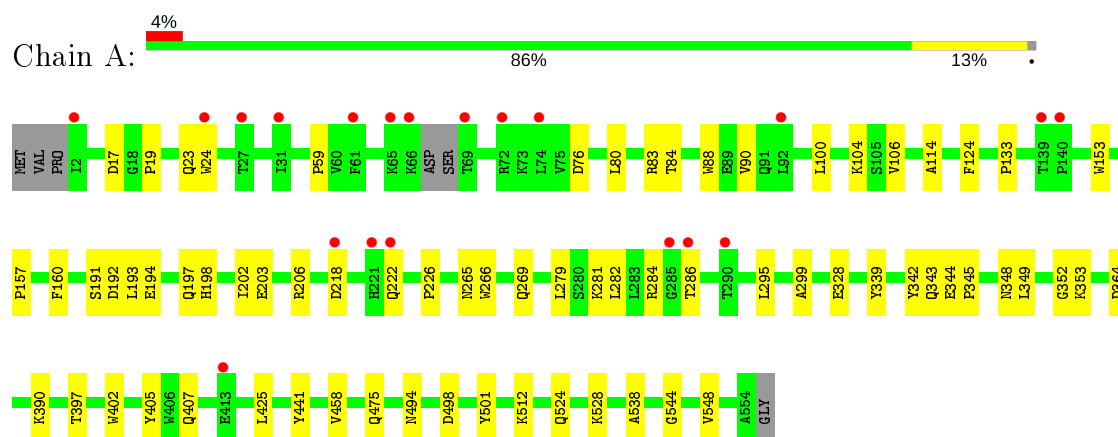 4%
Chain A:
86% 13% •
MET VAL PRO I2 D17 G18 P19 Q23 W24 T27 I31 P59 V60 F61 K65 K66 ASP SER T69 R72 K73 L74 V75 D76 L80 R83 T84 W88 E89 V90 Q91 L92 L100 K104 S105 V106 A114 F124 P133 T139 P140 W153
P157 F160 S191 D192 L193 E194 Q197 H198 I202 E203 R206 D218 H221 Q222 P226 N265 W266 Q269 L279 S280 K281 L282 L283 R284 G285 T286 T290 L295 A299 E328 Y339 Y342 Q343 E344 P345 N348 L349 G352 K353 D364
K390 T397 W402 Y405 W406 Q407 E413 L425 Y441 V458 Q475 N494 D498 Y501 K512 Q524 K528 A538 G544 V548 A554 GLY